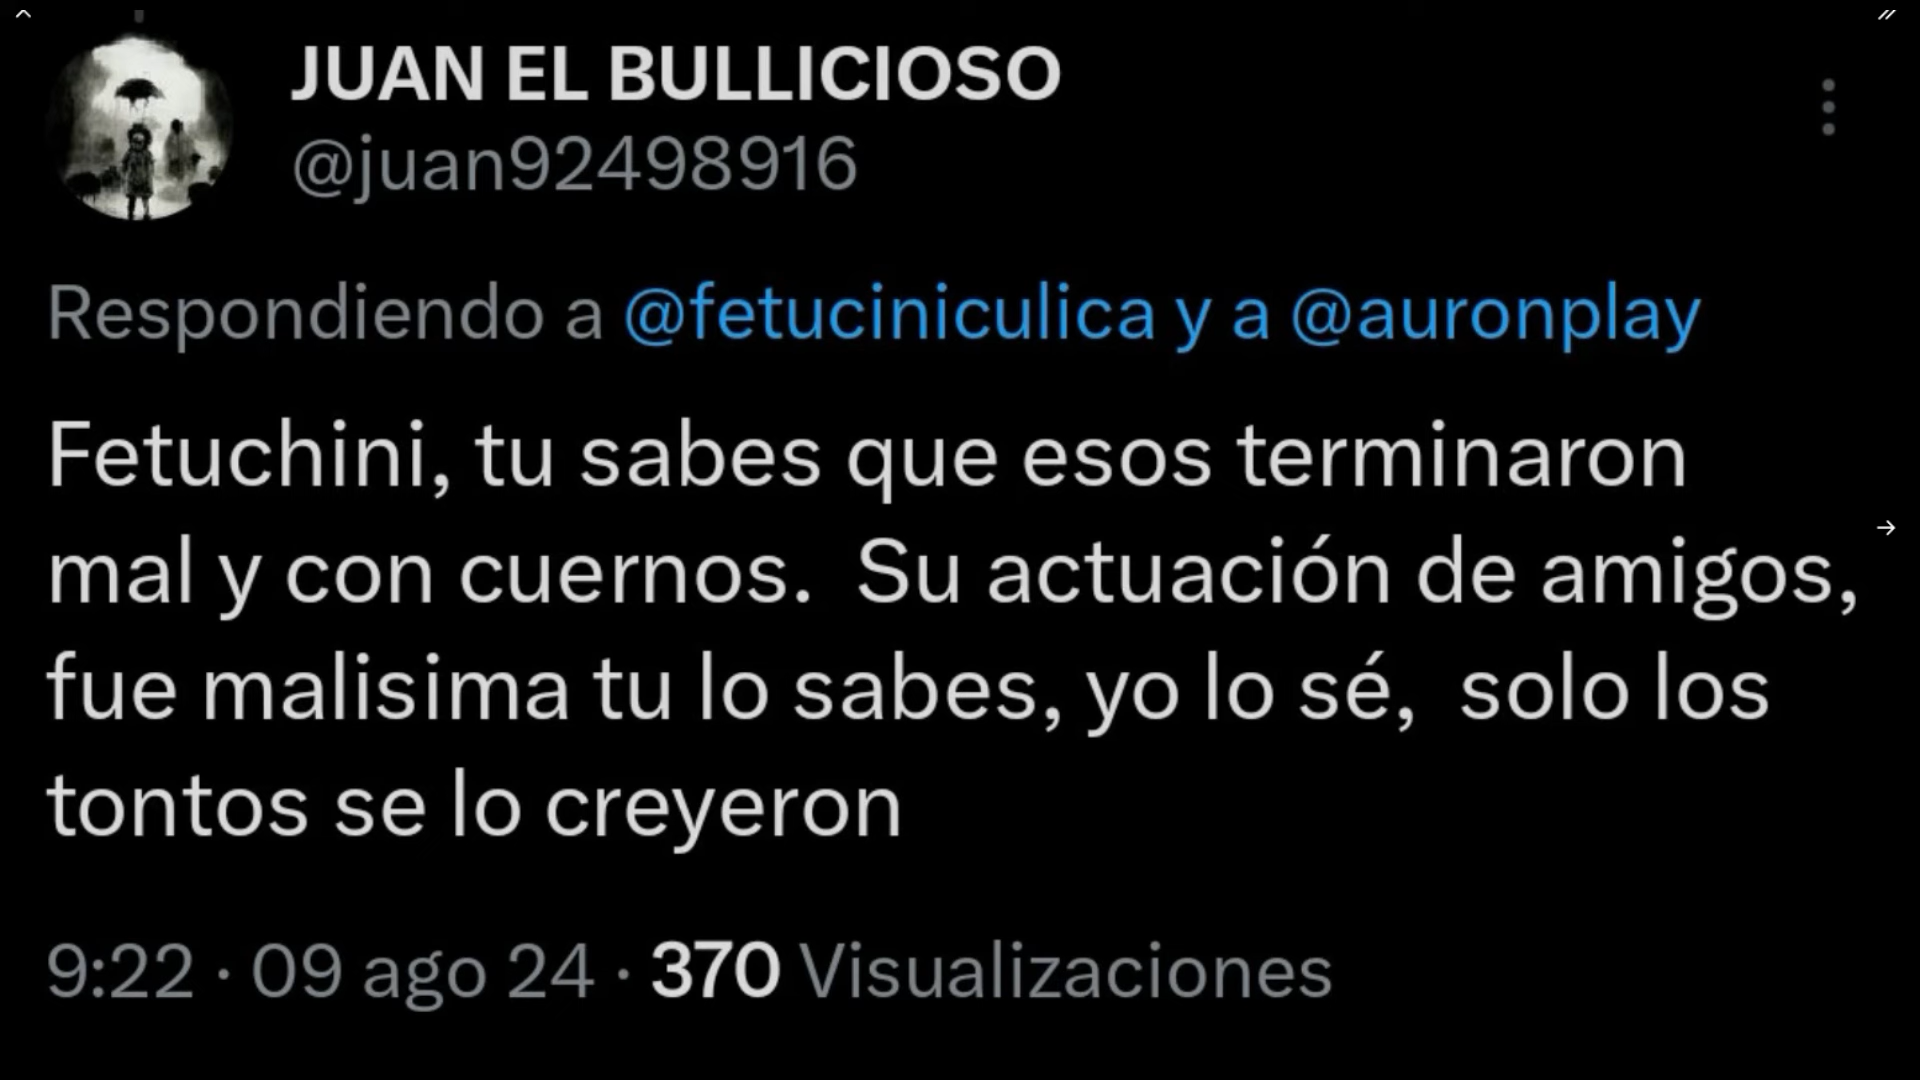 JUAN EL BULLICIOSO
@juan92498916
Respondiendo a @fetuciniculica y a @auronplay
Fetuchini, tu sabes que esos terminaron
mal y con cuernos.  Su actuación de amigos,
fue malisima tu lo sabes, yo lo sé,  solo los
tontos se lo creyeron
9:22 · 09 ago 24 · 370 Visualizaciones